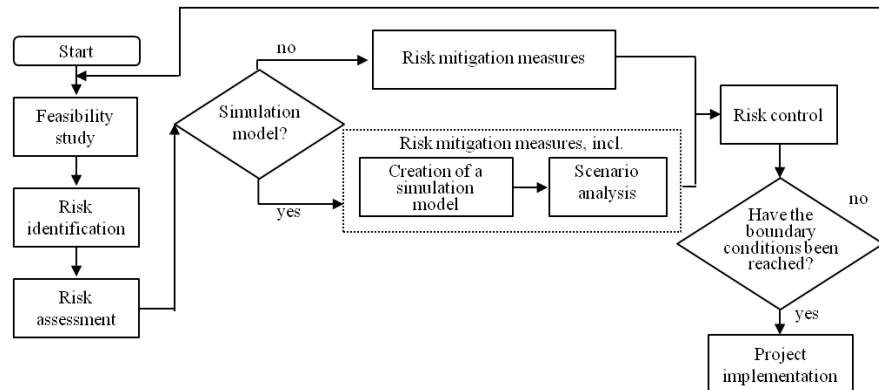 Start
Feasibility
study
Risk
identification
Risk
assessment
Simulation
model?
no
yes
Risk mitigation measures
Risk mitigation measures, incl.
Creation of a
simulation
model
Scenario
analysis
Risk control
Have the
boundary
conditions been
reached?
no
yes
Project
implementation